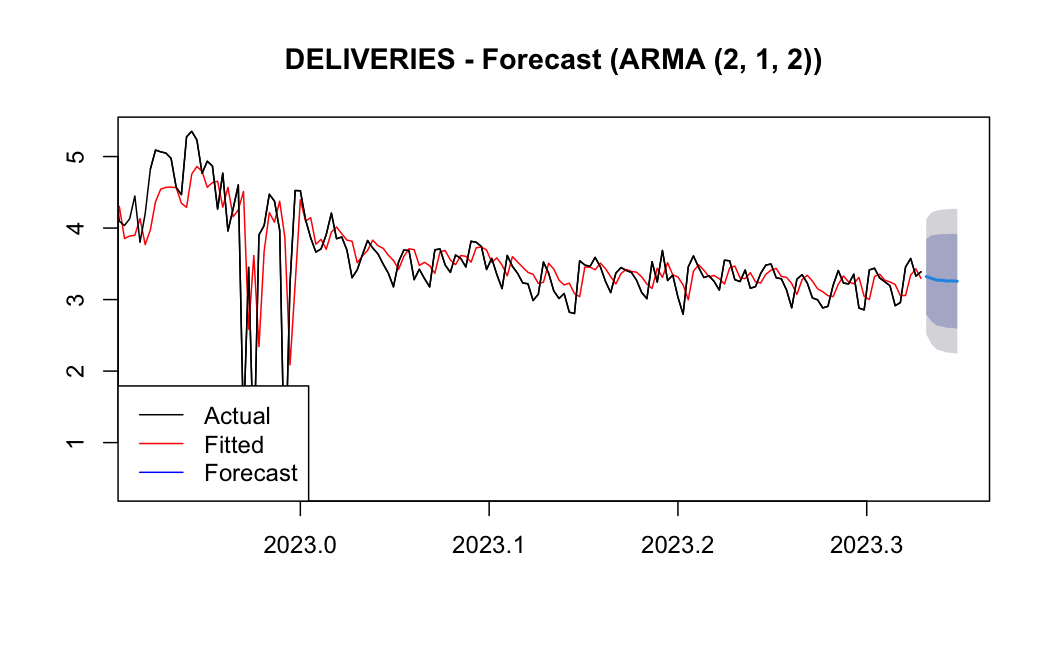 DELIVERIES - Forecast (ARMA (2, 1, 2))
5
4
3
2
1
Actual
Fitted
Forecast
2023.0 2023.1 2023.2 2023.3